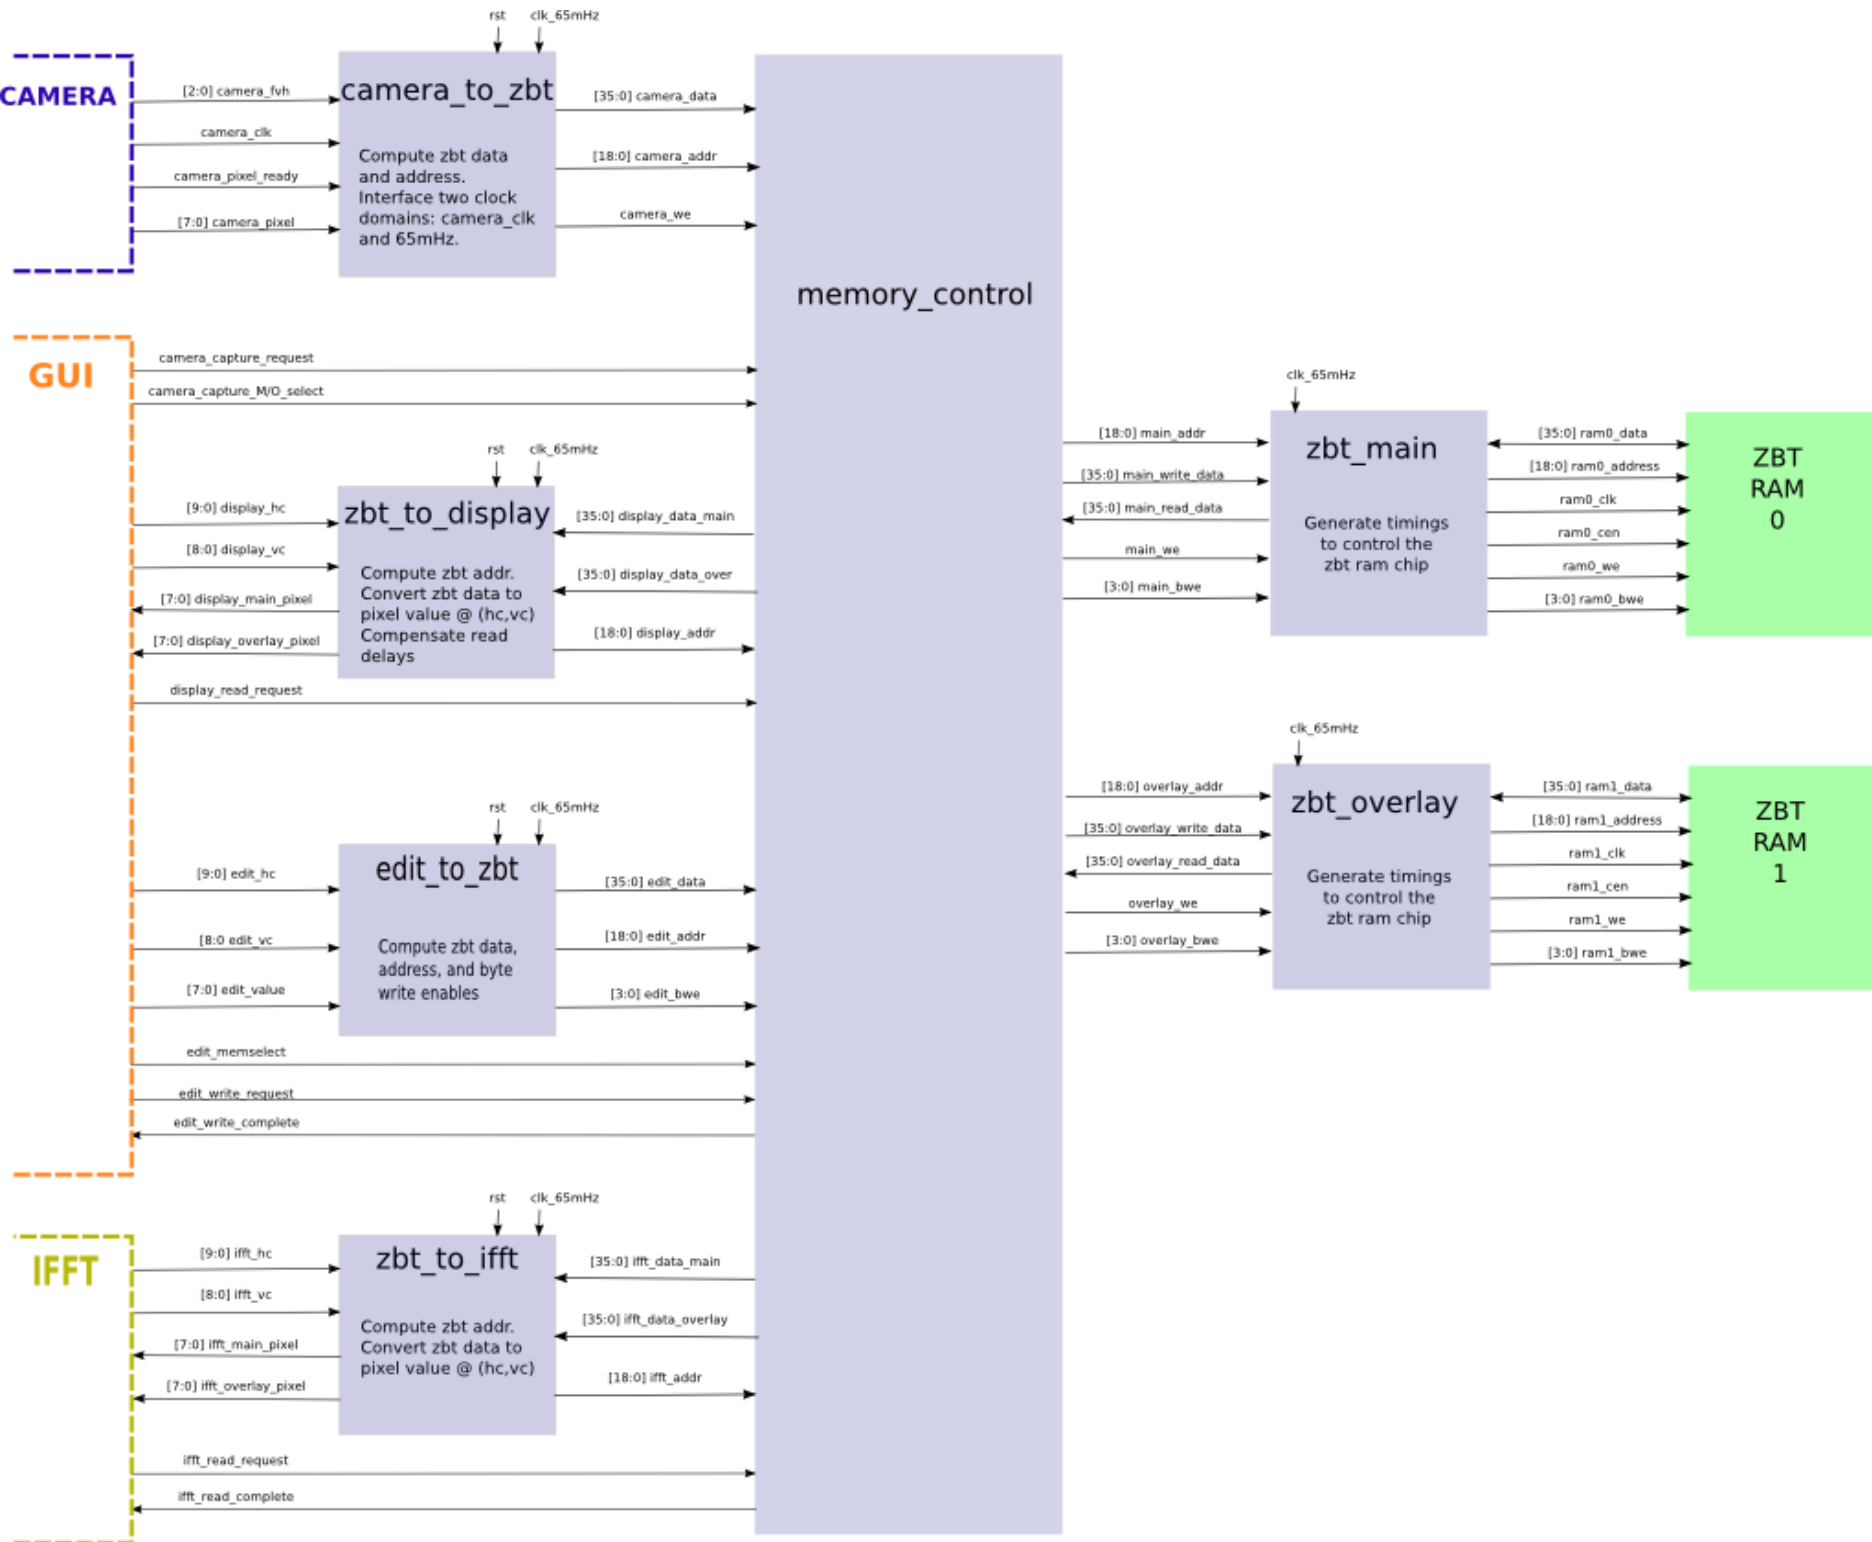 rst
clk_65mHz
CAMERA
[2:0] camera_fvh
camera_clk
camera_pixel_ready
[7:0] camera_pixel
camera_to_zbt
Compute zbt data
and address.
Interface two clock
domains: camera_clk
and 65mHz.
[35:0] camera_data
[18:0] camera_addr
camera_we
memory_control
GUI
camera_capture_request
camera_capture_M/O_select
rst
clk_65mHz
[9:0] display_hc
[8:0] display_vc
[7:0] display_main_pixel
[7:0] display_overlay_pixel
display_read_request
zbt_to_display
Compute zbt addr.
Convert zbt data to
pixel value @ (hc,vc)
Compensate read
delays
[35:0] display_data_main
[35:0] display_data_over
[18:0] display_addr
rst
clk_65mHz
[9:0] edit_hc
[8:0 edit_vc
[7:0] edit_value
edit_to_zbt
Compute zbt data,
address, and byte
write enables
[35:0] edit_data
[18:0] edit_addr
[3:0] edit_bwe
edit_memselect
edit_write_request
edit_write_complete
rst
clk_65mHz
IFFT
[9:0] ifft_hc
[8:0] ifft_vc
[7:0] ifft_main_pixel
[7:0] ifft_overlay_pixel
zbt_to_ifft
Compute zbt addr.
Convert zbt data to
pixel value @ (hc,vc)
[35:0] ifft_data_main
[35:0] ifft_data_overlay
[18:0] ifft_addr
ifft_read_request
ifft_read_complete
clk_65mHz
[18:0] main_addr
[35:0] main_write_data
[35:0] main_read_data
main_we
[3:0] main_bwe
zbt_main
Generate timings
to control the
zbt ram chip
[35:0] ram0_data
[18:0] ram0_address
ram0_clk
ram0_cen
ram0_we
[3:0] ram0_bwe
ZBT
RAM
0
clk_65mHz
[18:0] overlay_addr
[35:0] overlay_write_data
[35:0] overlay_read_data
overlay_we
[3:0] overlay_bwe
zbt_overlay
Generate timings
to control the
zbt ram chip
[35:0] ram1_data
[18:0] ram1_address
ram1_clk
ram1_cen
ram1_we
[3:0] ram1_bwe
ZBT
RAM
1